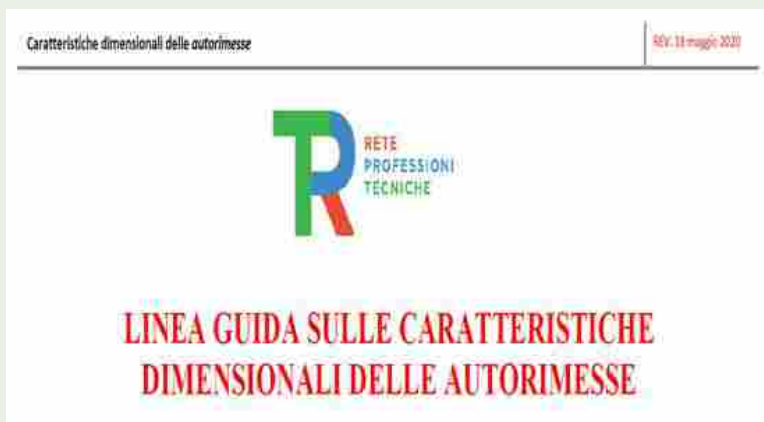 Caratteristiche dimensionali delle autorimesse
REV. 18 maggio 2020
RETE
PROFESSIONI
TECNICHE
LINEA GUIDA SULLE CARATTERISTICHE
DIMENSIONALI DELLE AUTORIMESSE